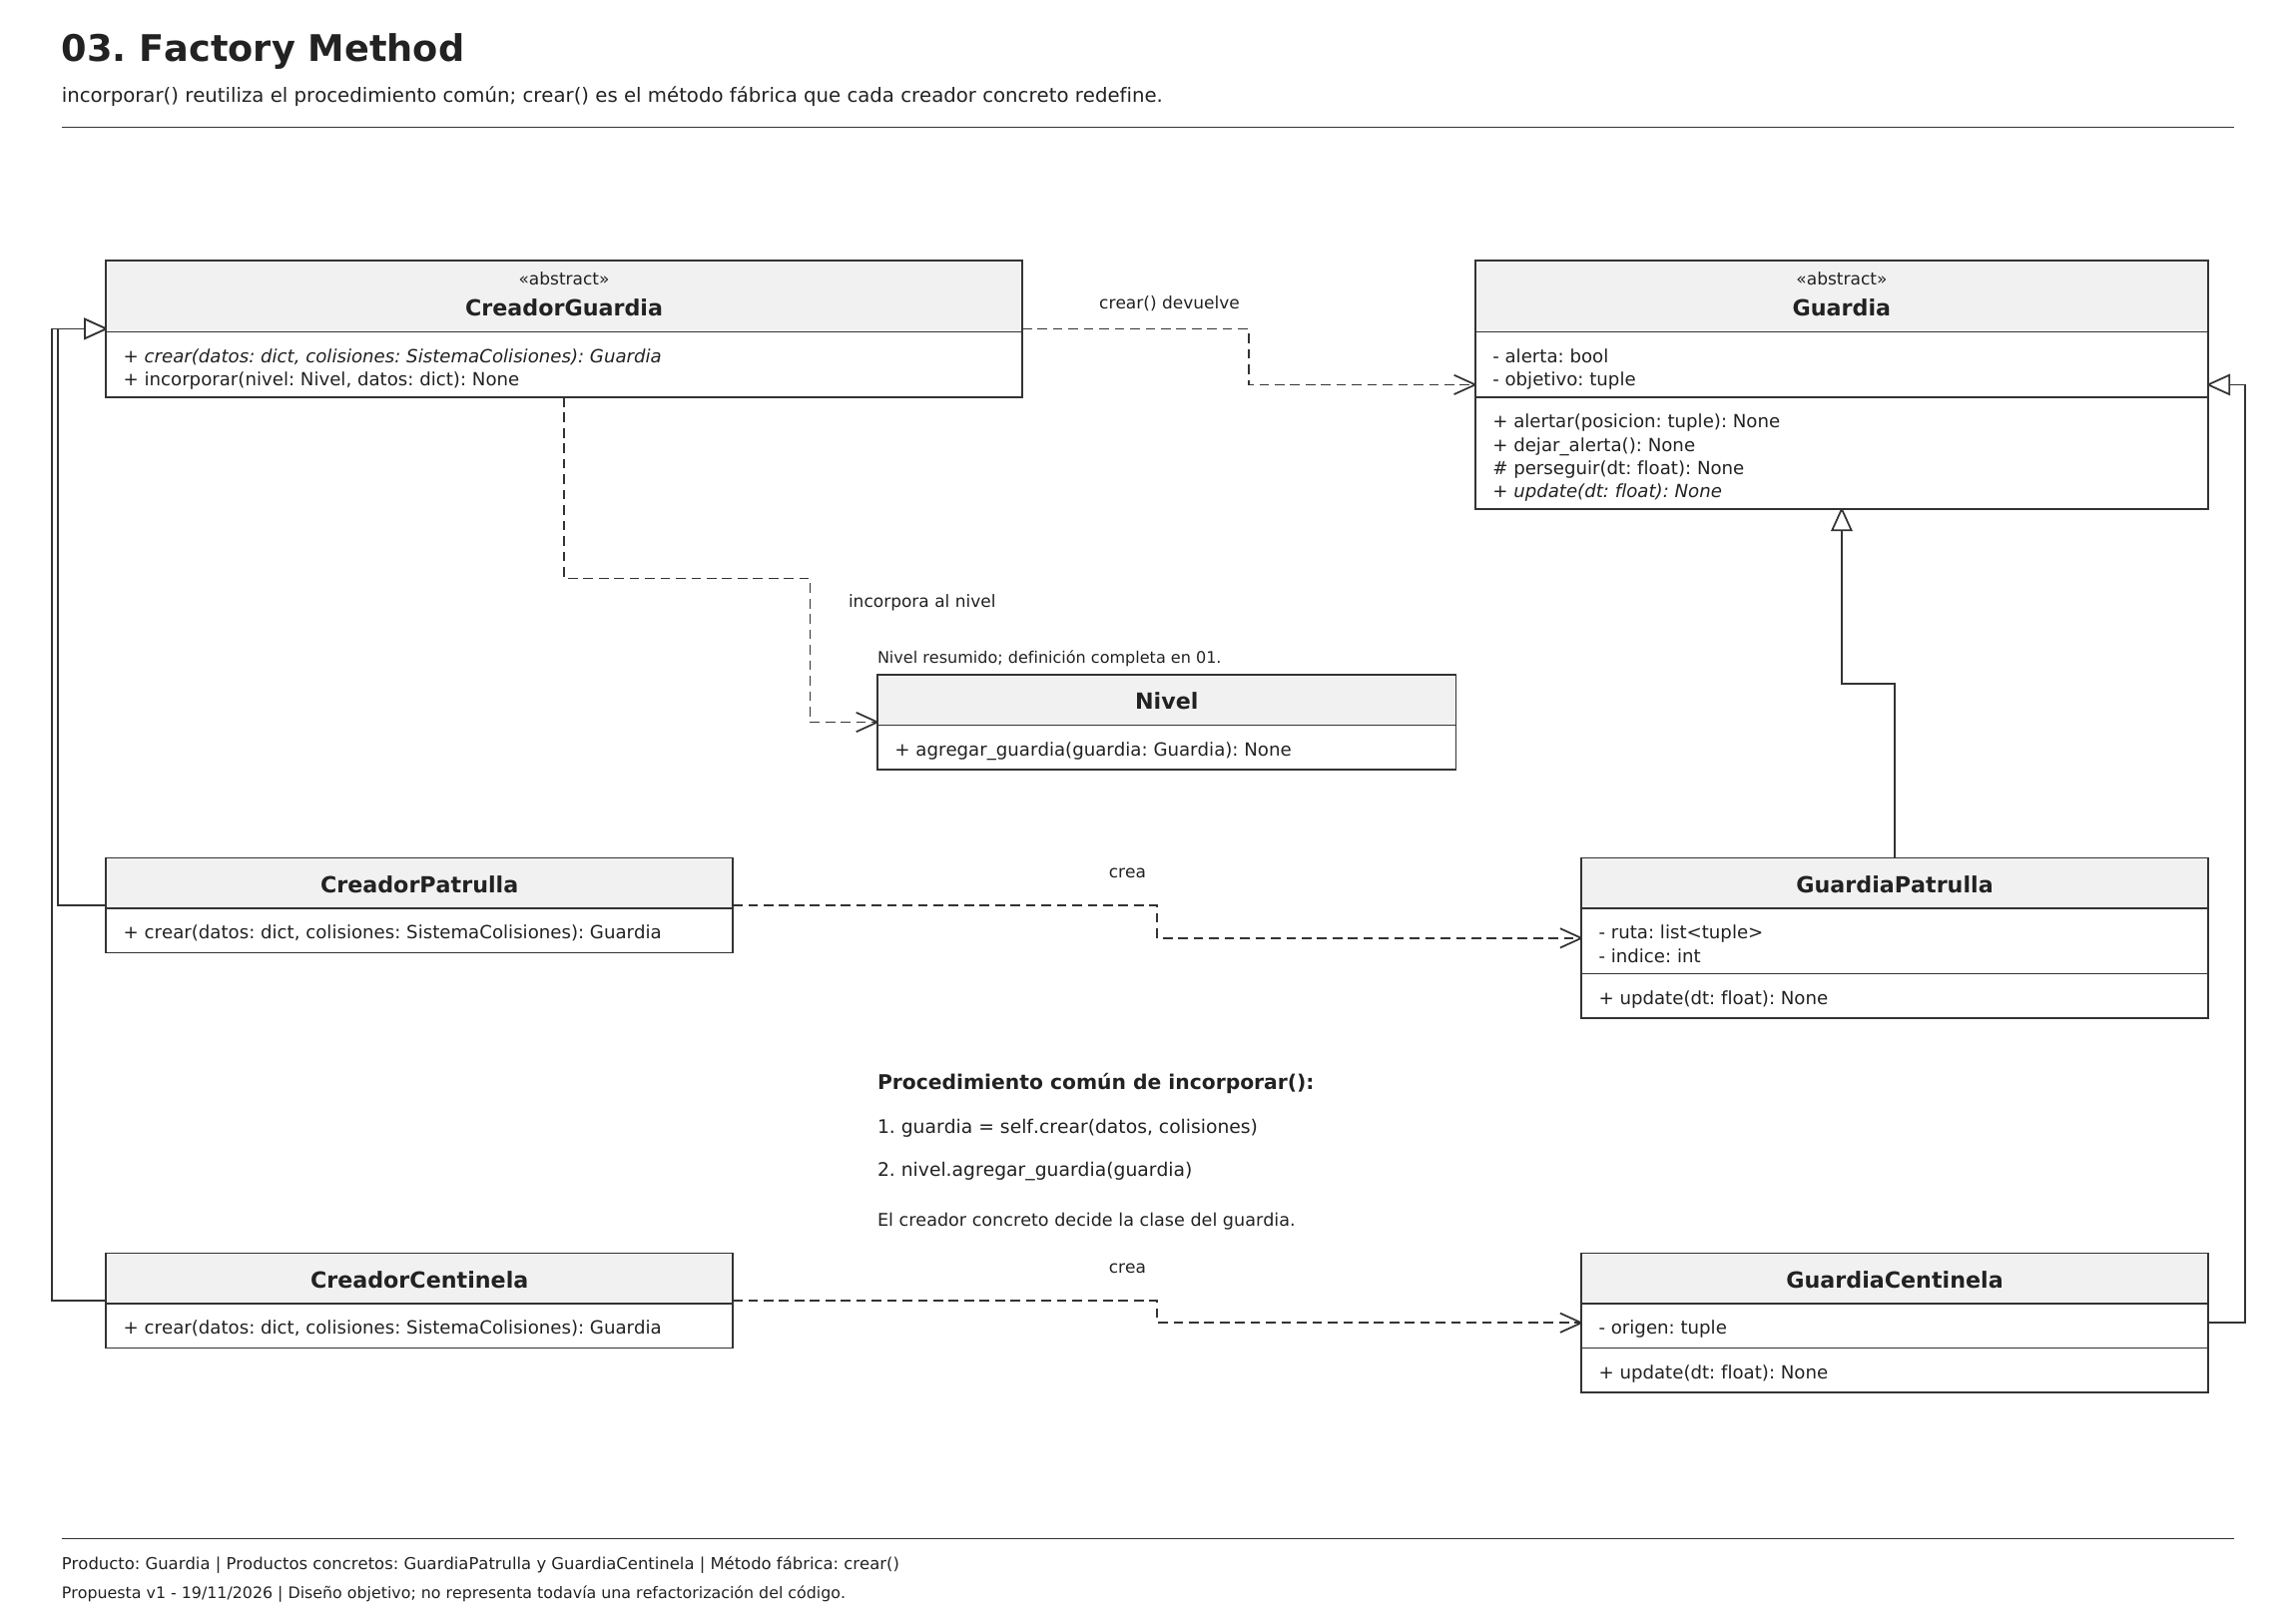 03. Factory Method
incorporar() reutiliza el procedimiento común; crear() es el método fábrica que cada creador concreto redefine.
«abstract»
CreadorGuardia
+ crear(datos: dict, colisiones: SistemaColisiones): Guardia
+ incorporar(nivel: Nivel, datos: dict): None
crear() devuelve
«abstract»
Guardia
- alerta: bool
- objetivo: tuple
+ alertar(posicion: tuple): None
+ dejar_alerta(): None
# perseguir(dt: float): None
+ update(dt: float): None
incorpora al nivel
Nivel resumido; definición completa en 01.
Nivel
+ agregar_guardia(guardia: Guardia): None
CreadorPatrulla
+ crear(datos: dict, colisiones: SistemaColisiones): Guardia
crea
GuardiaPatrulla
- ruta: list<tuple>
- indice: int
+ update(dt: float): None
Procedimiento común de incorporar():
1. guardia = self.crear(datos, colisiones)
2. nivel.agregar_guardia(guardia)
El creador concreto decide la clase del guardia.
CreadorCentinela
+ crear(datos: dict, colisiones: SistemaColisiones): Guardia
crea
GuardiaCentinela
- origen: tuple
+ update(dt: float): None
Producto: Guardia | Productos concretos: GuardiaPatrulla y GuardiaCentinela | Método fábrica: crear()
Propuesta v1 - 19/11/2026 | Diseño objetivo; no representa todavía una refactorización del código.